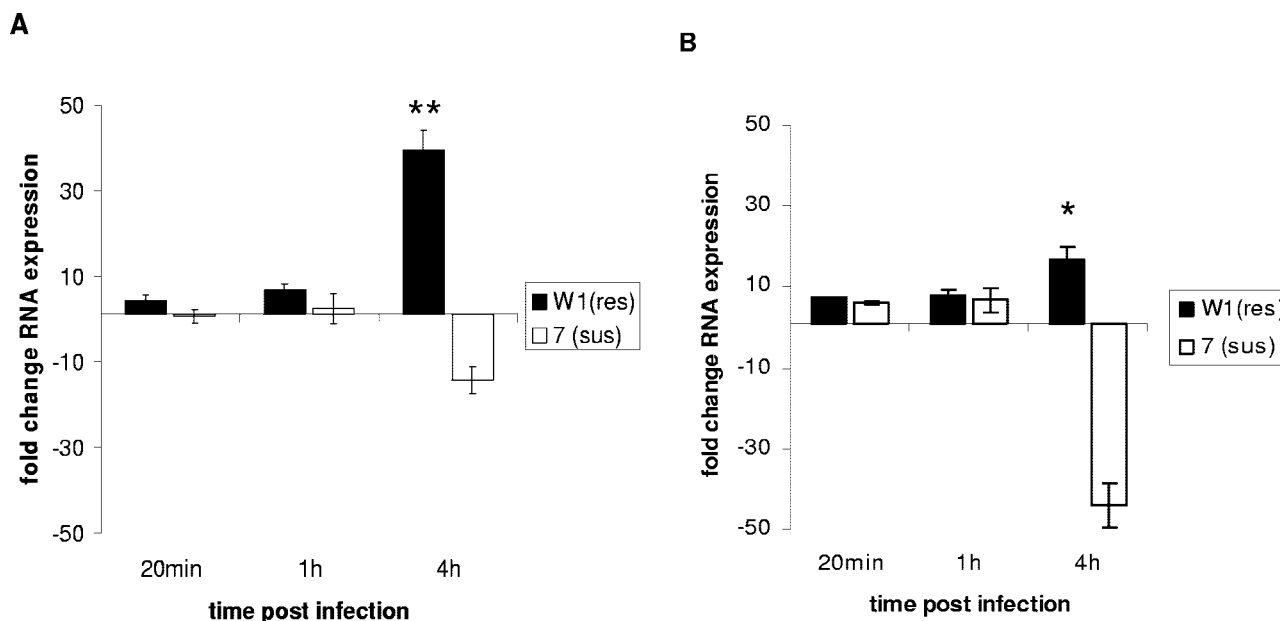 A
B
50
30
10
-10
-30
-50
fold change RNA expression
**
W1(res)
7 (sus)
20min
1h
4h
time post infection
50
30
10
-10
-30
-50
fold change RNA expression
*
W1(res)
7 (sus)
20min
1h
4h
time post infection